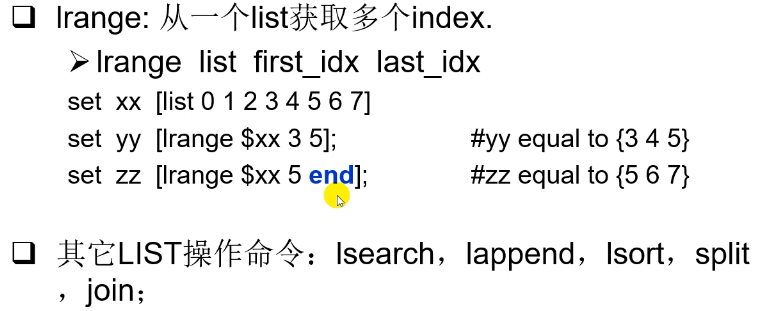 ❑ lrange: 从一个list获取多个index.
➢lrange list first_idx last_idx
set xx [list 0 1 2 3 4 5 6 7]
set yy [lrange $xx 3 5]; #yy equal to {3 4 5}
set zz [lrange $xx 5 end]; #zz equal to {5 6 7}
❑ 其它LIST操作命令：lsearch，lappend，lsort，split
，join；